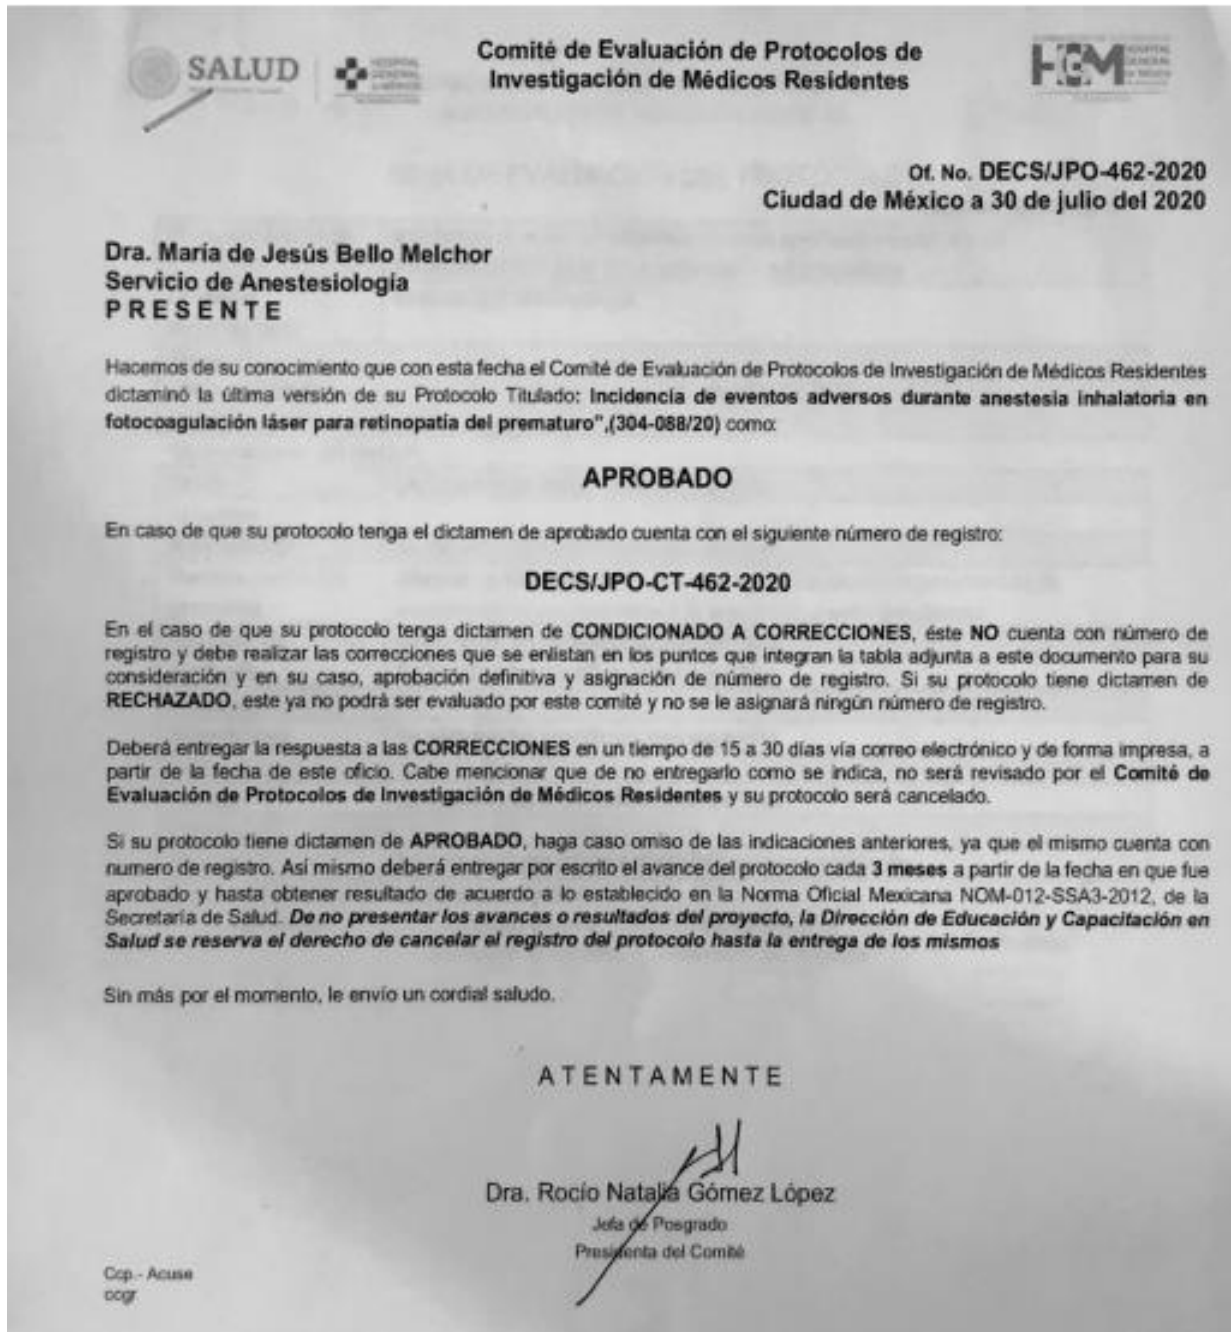 SALUD
Comité de Evaluación de Protocolos de
Investigación de Médicos Residentes
HGM
HOSPITAL
GENERAL
Of. No. DECS/JPO-462-2020
Ciudad de México a 30 de julio del 2020
Dra. María de Jesús Bello Melchor
Servicio de Anestesiología
P R E S E N T E
Hacemos de su conocimiento que con esta fecha el Comité de Evaluación de Protocolos de Investigación de Médicos Residentes
dictaminó la última versión de su Protocolo Titulado: Incidencia de eventos adversos durante anestesia inhalatoria en
fotocoagulación láser para retinopatía del prematuro",(304-088/20) como:
APROBADO
En caso de que su protocolo tenga el dictamen de aprobado cuenta con el siguiente número de registro:
DECS/JPO-CT-462-2020
En el caso de que su protocolo tenga dictamen de CONDICIONADO A CORRECCIONES, éste NO cuenta con número de
registro y debe realizar las correcciones que se enlistan en los puntos que integran la tabla adjunta a este documento para su
consideración y en su caso, aprobación definitiva y asignación de número de registro. Si su protocolo tiene dictamen de
RECHAZADO, este ya no podrá ser evaluado por este comité y no se le asignará ningún número de registro.
Deberá entregar la respuesta a las CORRECCIONES en un tiempo de 15 a 30 días vía correo electrónico y de forma impresa, a
partir de la fecha de este oficio. Cabe mencionar que de no entregarlo como se indica, no será revisado por el Comité de
Evaluación de Protocolos de Investigación de Médicos Residentes y su protocolo será cancelado.
Si su protocolo tiene dictamen de APROBADO, haga caso omiso de las indicaciones anteriores, ya que el mismo cuenta con
numero de registro. Así mismo deberá entregar por escrito el avance del protocolo cada 3 meses a partir de la fecha en que fue
aprobado y hasta obtener resultado de acuerdo a lo establecido en la Norma Oficial Mexicana NOM-012-SSA3-2012, de la
Secretaría de Salud. De no presentar los avances o resultados del proyecto, la Dirección de Educación y Capacitación en
Salud se reserva el derecho de cancelar el registro del protocolo hasta la entrega de los mismos
Sin más por el momento, le envío un cordial saludo.
A T E N T A M E N T E
Dra. Rocío Natalia Gómez López
Jefa de Posgrado
Presidenta del Comité
Ccp.- Acuse
ccgr